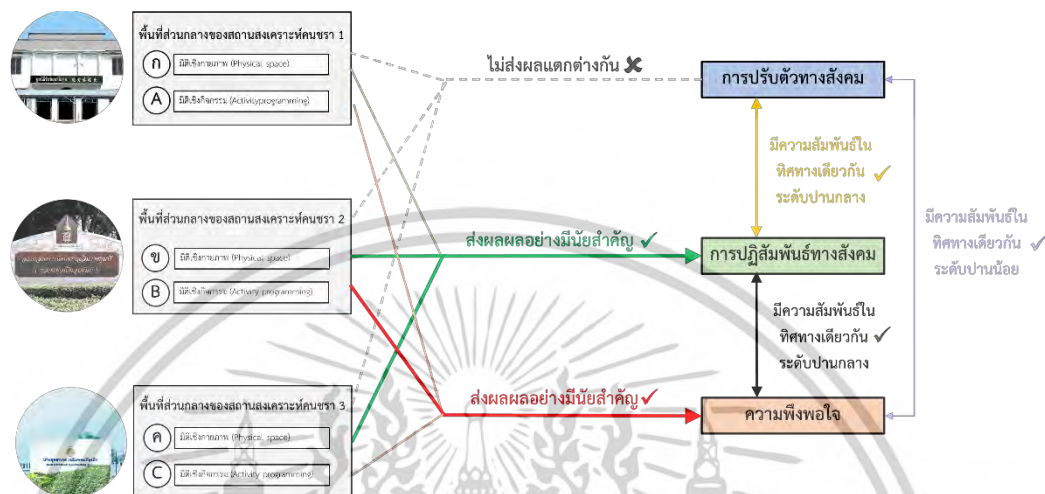 พื้นที่ส่วนกลางของสถานสงเคราะห์คนชรา 1
ก
มิติเชิงกายภาพ (Physical space)
A
มิติเชิงกิจกรรม (Activityprogramming)
พื้นที่ส่วนกลางของสถานสงเคราะห์คนชรา 2
ข
มิติเชิงกายภาพ (Physical space)
B
มิติเชิงกิจกรรม (Activity programming)
พื้นที่ส่วนกลางของสถานสงเคราะห์คนชรา 3
ค
มิติเชิงกายภาพ (Physical space)
C
มิติเชิงกิจกรรม (Activity programming)
ไม่ส่งผลแตกต่างกัน ✘
ส่งผลผลอย่างมีนัยสำคัญ ✓
ส่งผลผลอย่างมีนัยสำคัญ ✓
การปรับตัวทางสังคม
มีความสัมพันธ์ใน
ทิศทางเดียวกัน ✓
ระดับปานกลาง
การปฏิสัมพันธ์ทางสังคม
มีความสัมพันธ์ใน
ทิศทางเดียวกัน ✓
ระดับปานกลาง
ความพึงพอใจ
มีความสัมพันธ์ใน
ทิศทางเดียวกัน ✓
ระดับปานน้อย